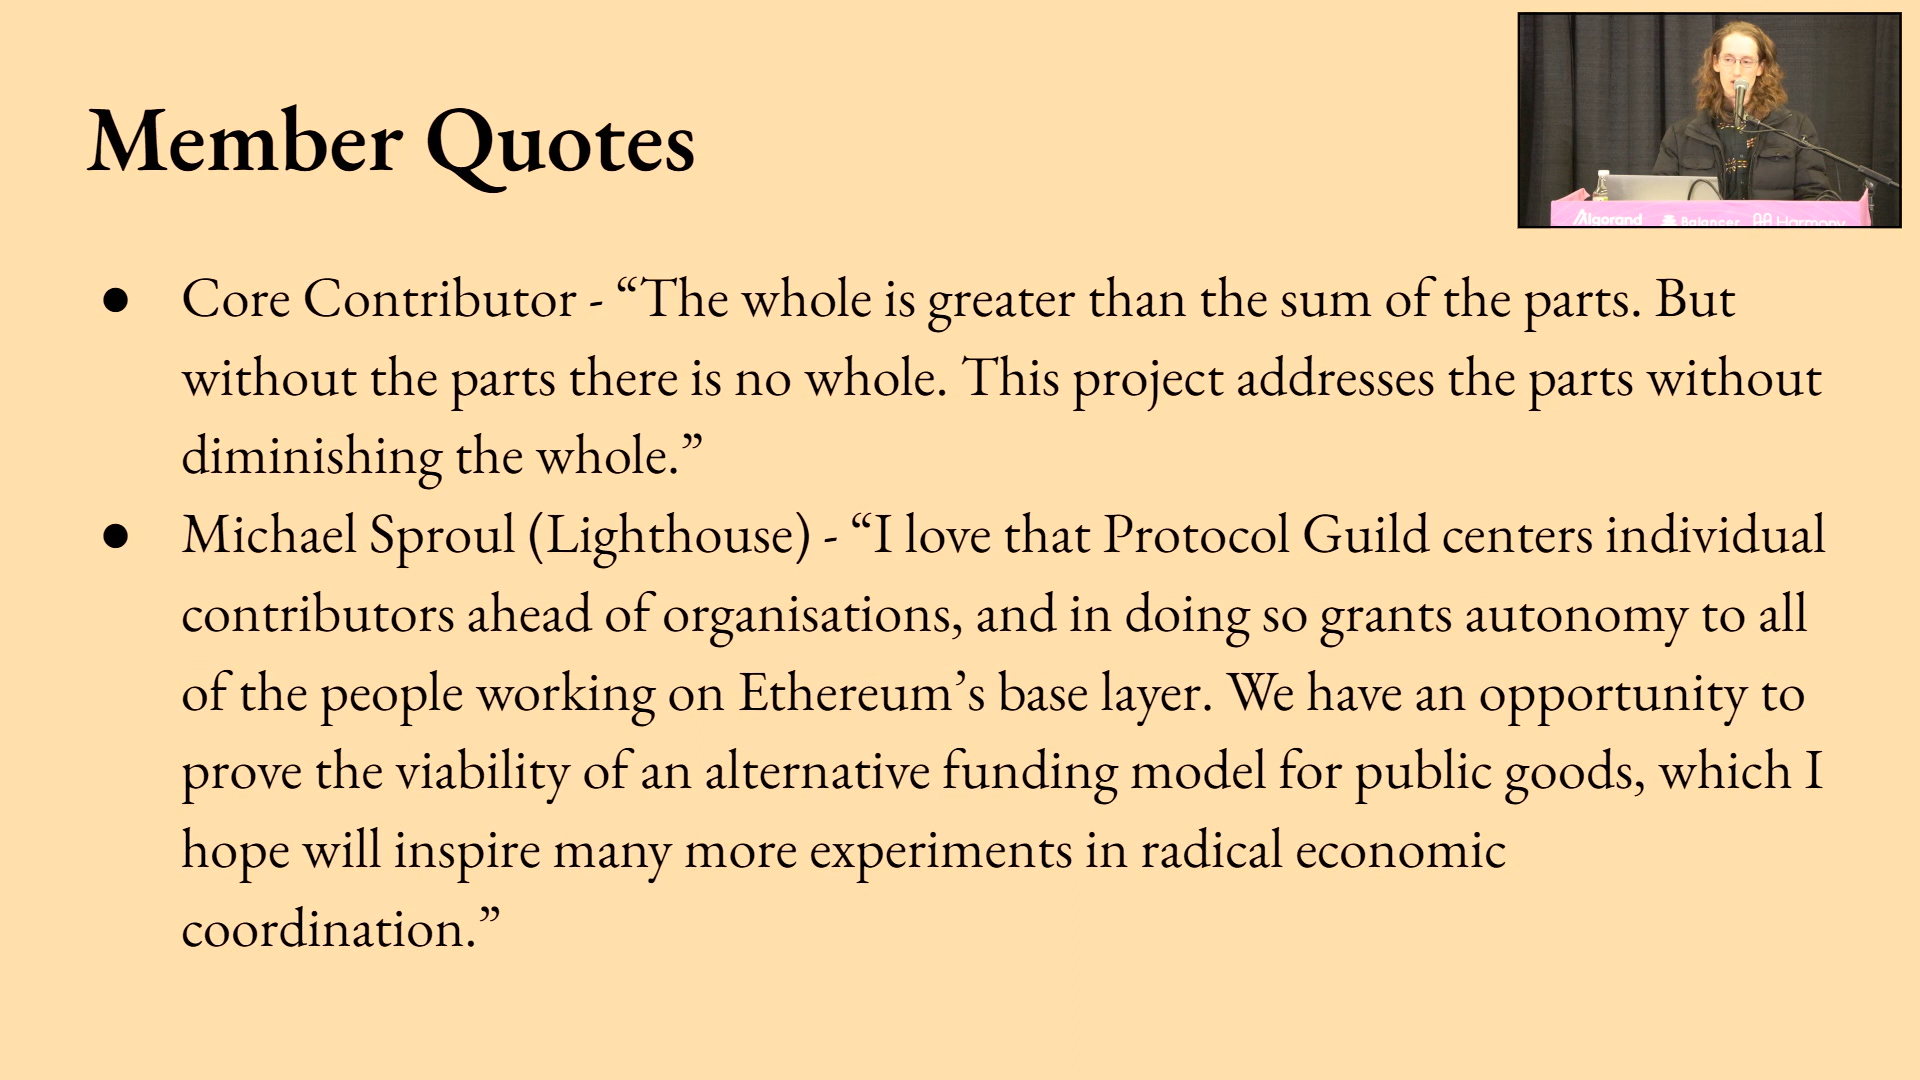 Member Quotes
● Core Contributor - “The whole is greater than the sum of the parts. But
without the parts there is no whole. This project addresses the parts without
diminishing the whole.”
● Michael Sproul (Lighthouse) - “I love that Protocol Guild centers individual
contributors ahead of organisations, and in doing so grants autonomy to all
of the people working on Ethereum’s base layer. We have an opportunity to
prove the viability of an alternative funding model for public goods, which I
hope will inspire many more experiments in radical economic
coordination.”
Algorand Balancer Harmony